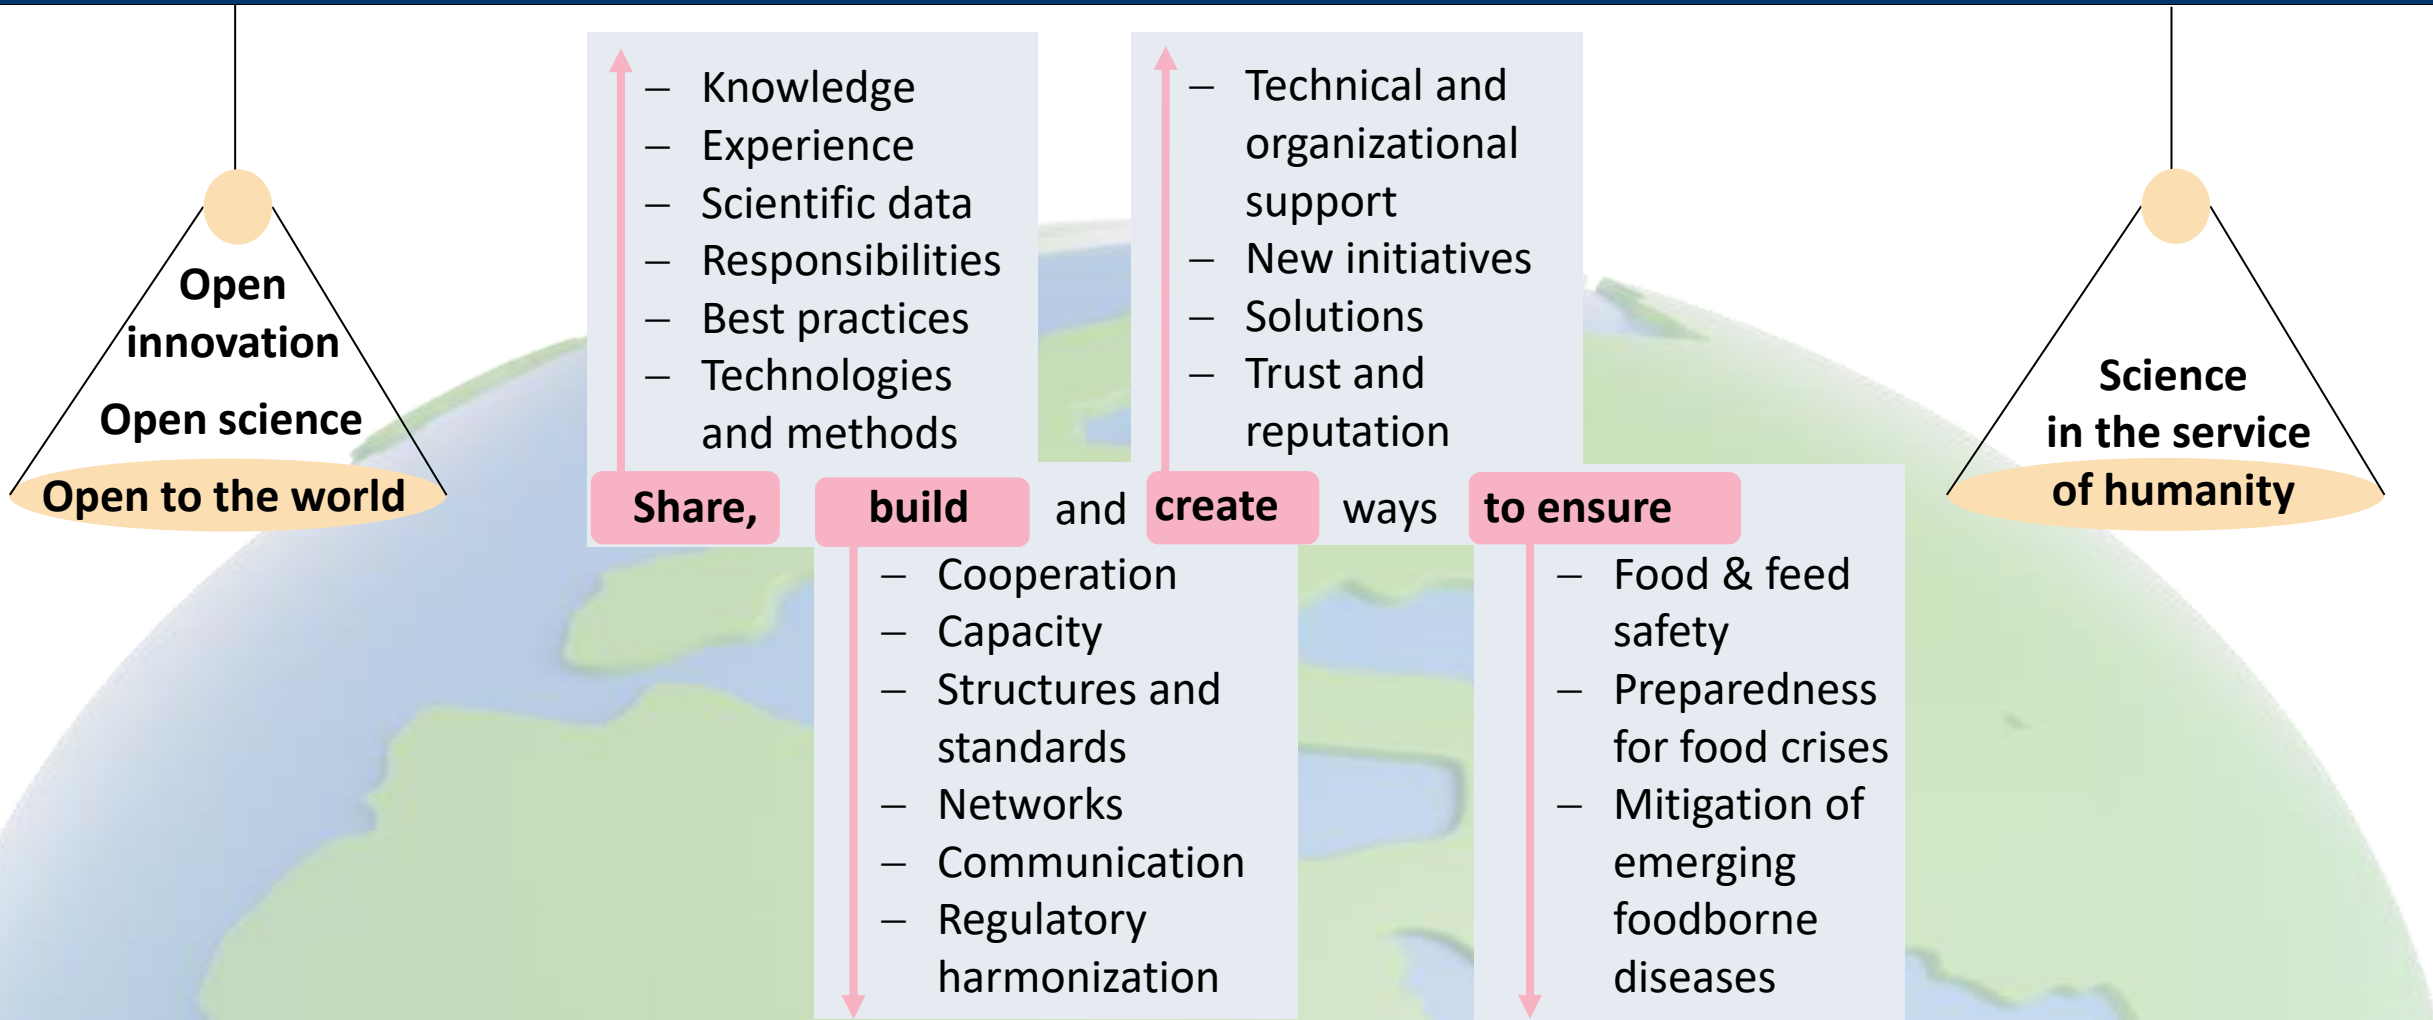 Open
innovation
Open science
Open to the world
– Knowledge
– Experience
– Scientific data
– Responsibilities
– Best practices
– Technologies
and methods
– Technical and
organizational
support
– New initiatives
– Solutions
– Trust and
reputation
Share, build and create ways to ensure
– Cooperation
– Capacity
– Structures and
standards
– Networks
– Communication
– Regulatory
harmonization
– Food & feed
safety
– Preparedness
for food crises
– Mitigation of
emerging
foodborne
diseases
Science
in the service
of humanity